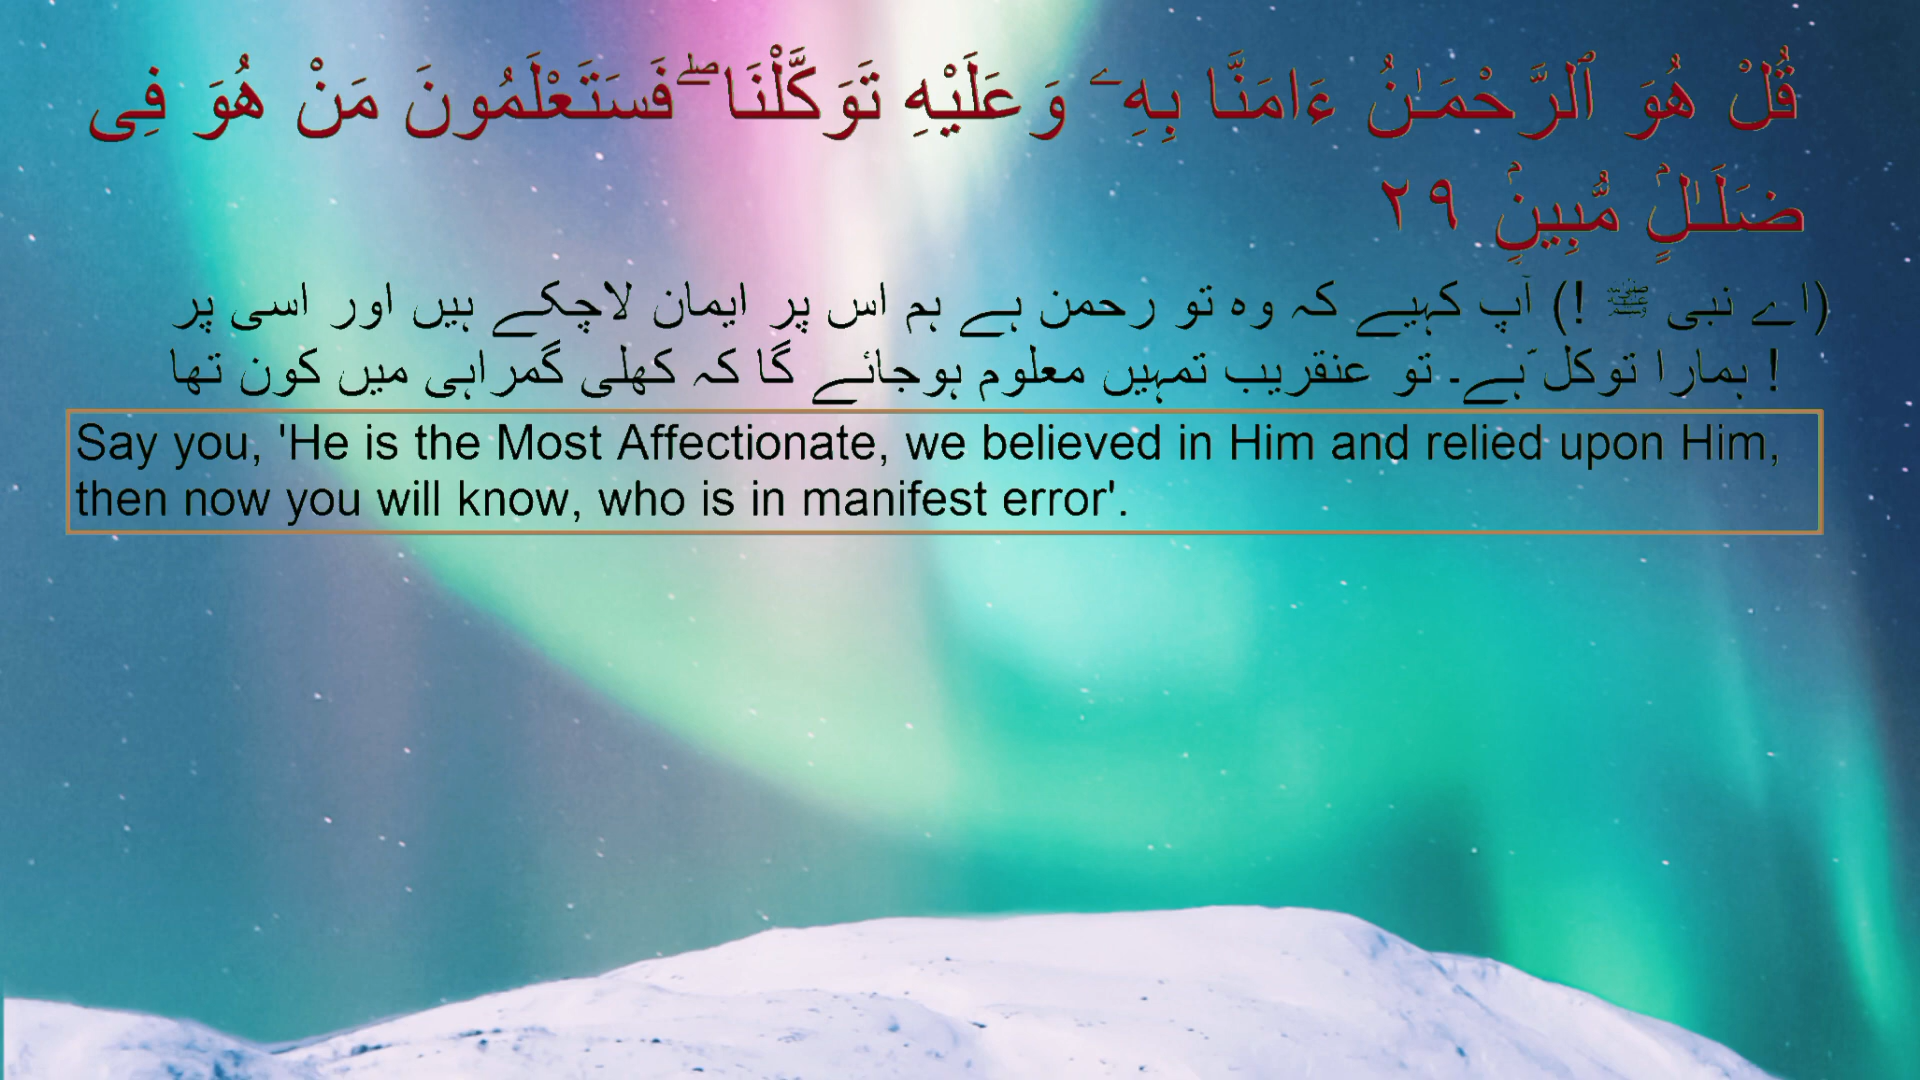 قُلْ هُوَ ٱلرَّحْمَـٰنُ ءَامَنَّا بِهِۦ وَعَلَيْهِ تَوَكَّلْنَا ۖ فَسَتَعْلَمُونَ مَنْ هُوَ فِى
ضَلَـٰلٍۢ مُّبِينٍۢ ٢٩
(اے نبی ﷺ !) آپ کہیے کہ وہ تو رحمن ہے ہم اس پر ایمان لاچکے ہیں اور اسی پر
! ہمارا توکل َہے۔ تو عنقریب تمہیں معلوم ہوجائے گا کہ کھلی گمراہی میں کون تھا
Say you, 'He is the Most Affectionate, we believed in Him and relied upon Him,
then now you will know, who is in manifest error'.